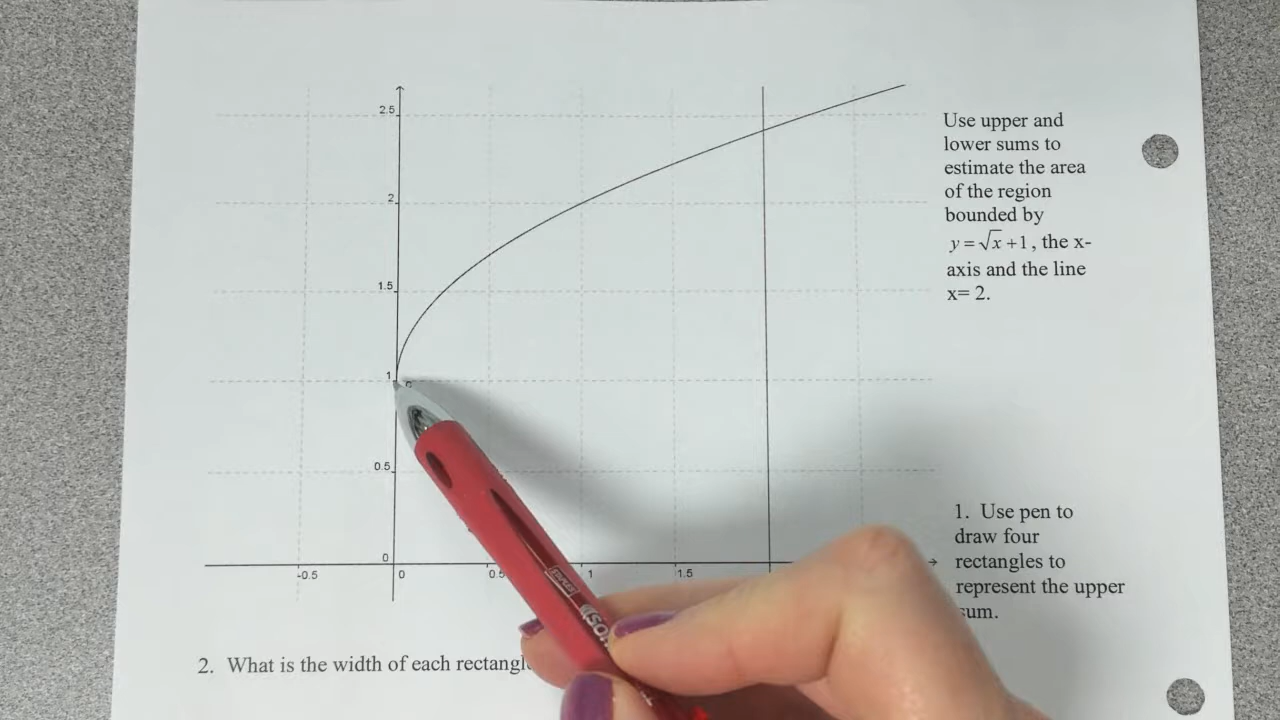 2.5
2
1.5
1
0.5
0
-0.5
0
0.5
1
1.5
Use upper and
lower sums to
estimate the area
of the region
bounded by
y = √x + 1, the x-
axis and the line
x= 2.
1. Use pen to
draw four
rectangles to
represent the upper
sum.
2. What is the width of each
STAPLES